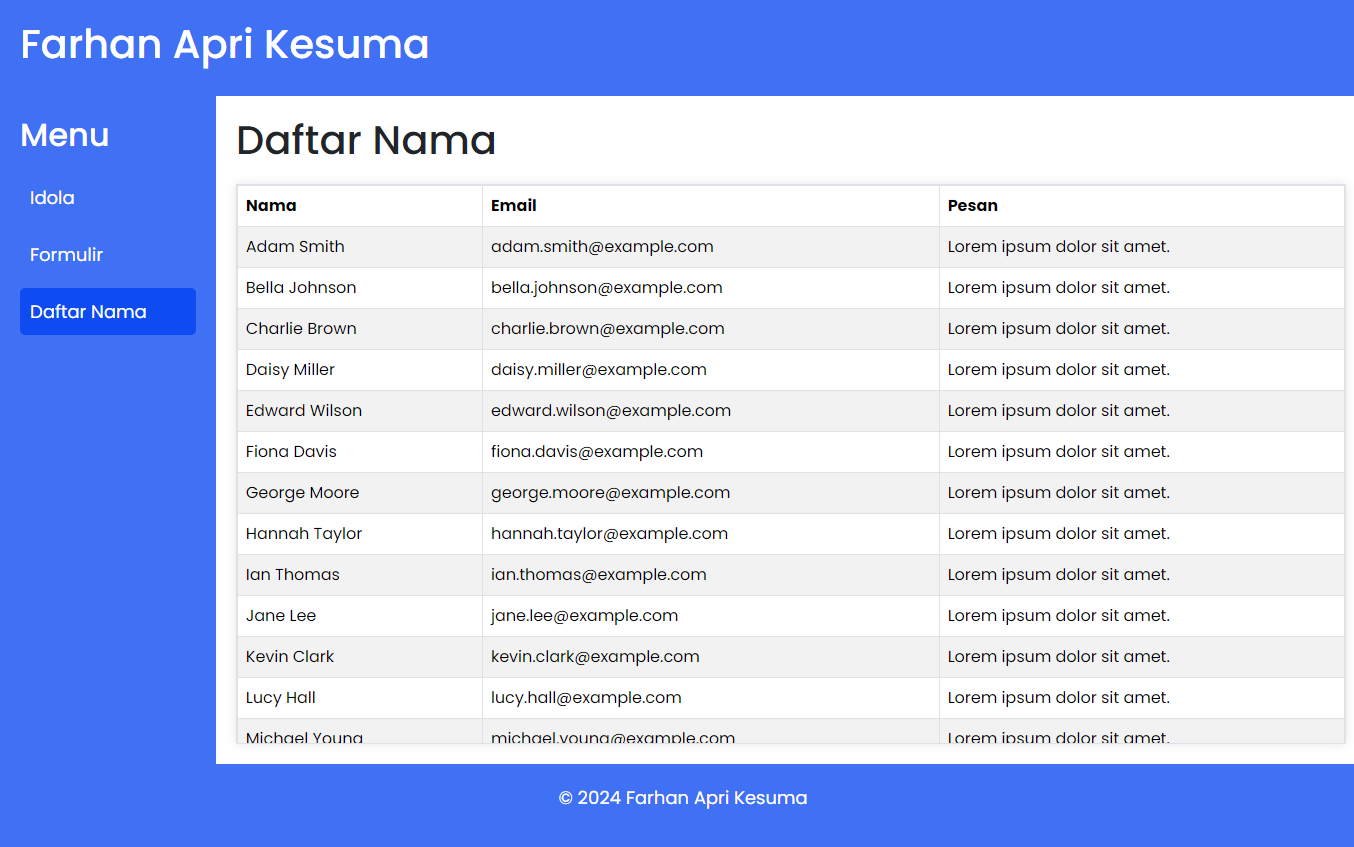 Farhan Apri Kesuma
Menu
Idola
Formulir
Daftar Nama
Daftar Nama
Nama Email Pesan
Adam Smith adam.smith@example.com Lorem ipsum dolor sit amet.
Bella Johnson bella.johnson@example.com Lorem ipsum dolor sit amet.
Charlie Brown charlie.brown@example.com Lorem ipsum dolor sit amet.
Daisy Miller daisy.miller@example.com Lorem ipsum dolor sit amet.
Edward Wilson edward.wilson@example.com Lorem ipsum dolor sit amet.
Fiona Davis fiona.davis@example.com Lorem ipsum dolor sit amet.
George Moore george.moore@example.com Lorem ipsum dolor sit amet.
Hannah Taylor hannah.taylor@example.com Lorem ipsum dolor sit amet.
Ian Thomas ian.thomas@example.com Lorem ipsum dolor sit amet.
Jane Lee jane.lee@example.com Lorem ipsum dolor sit amet.
Kevin Clark kevin.clark@example.com Lorem ipsum dolor sit amet.
Lucy Hall lucy.hall@example.com Lorem ipsum dolor sit amet.
Michael Young michael.young@example.com Lorem ipsum dolor sit amet.
© 2024 Farhan Apri Kesuma